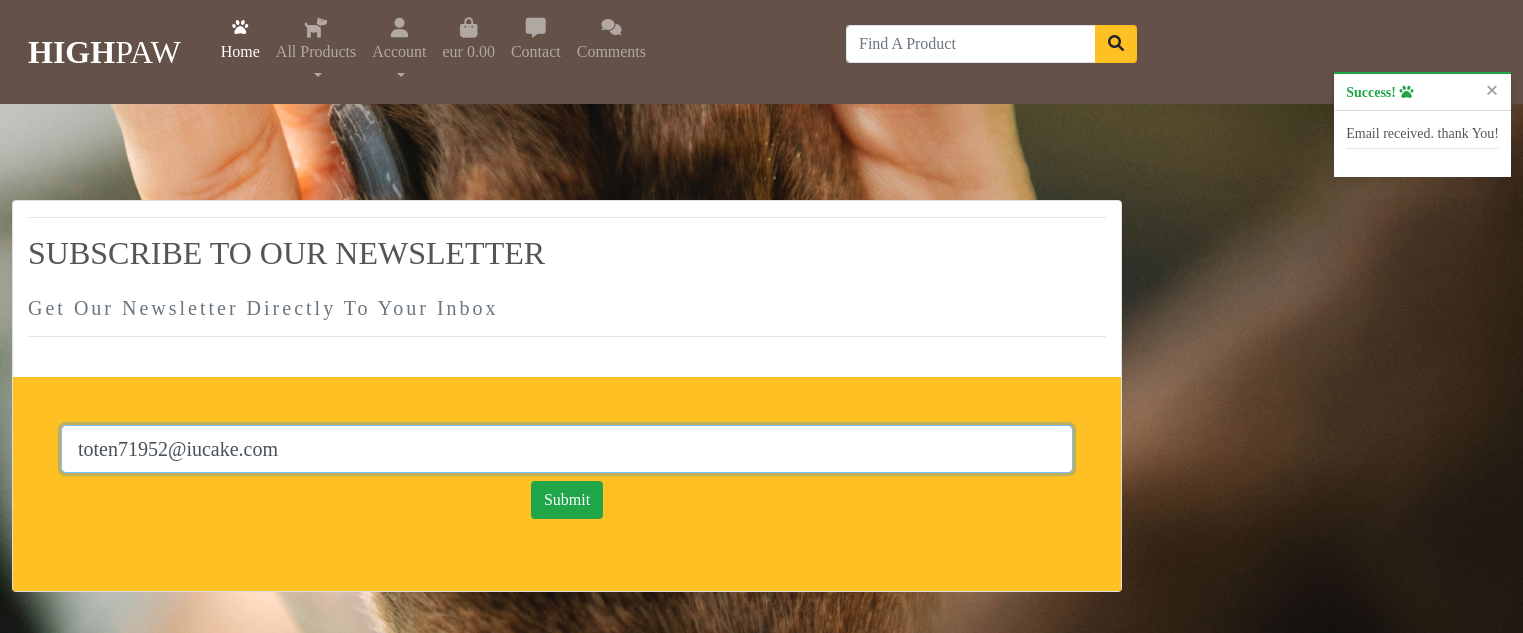 HIGHPAW
Home
All Products
Account
eur 0.00
Contact
Comments
Find A Product
Success!
×
Email received. thank You!
SUBSCRIBE TO OUR NEWSLETTER
Get Our Newsletter Directly To Your Inbox
toten71952@iucake.com
Submit